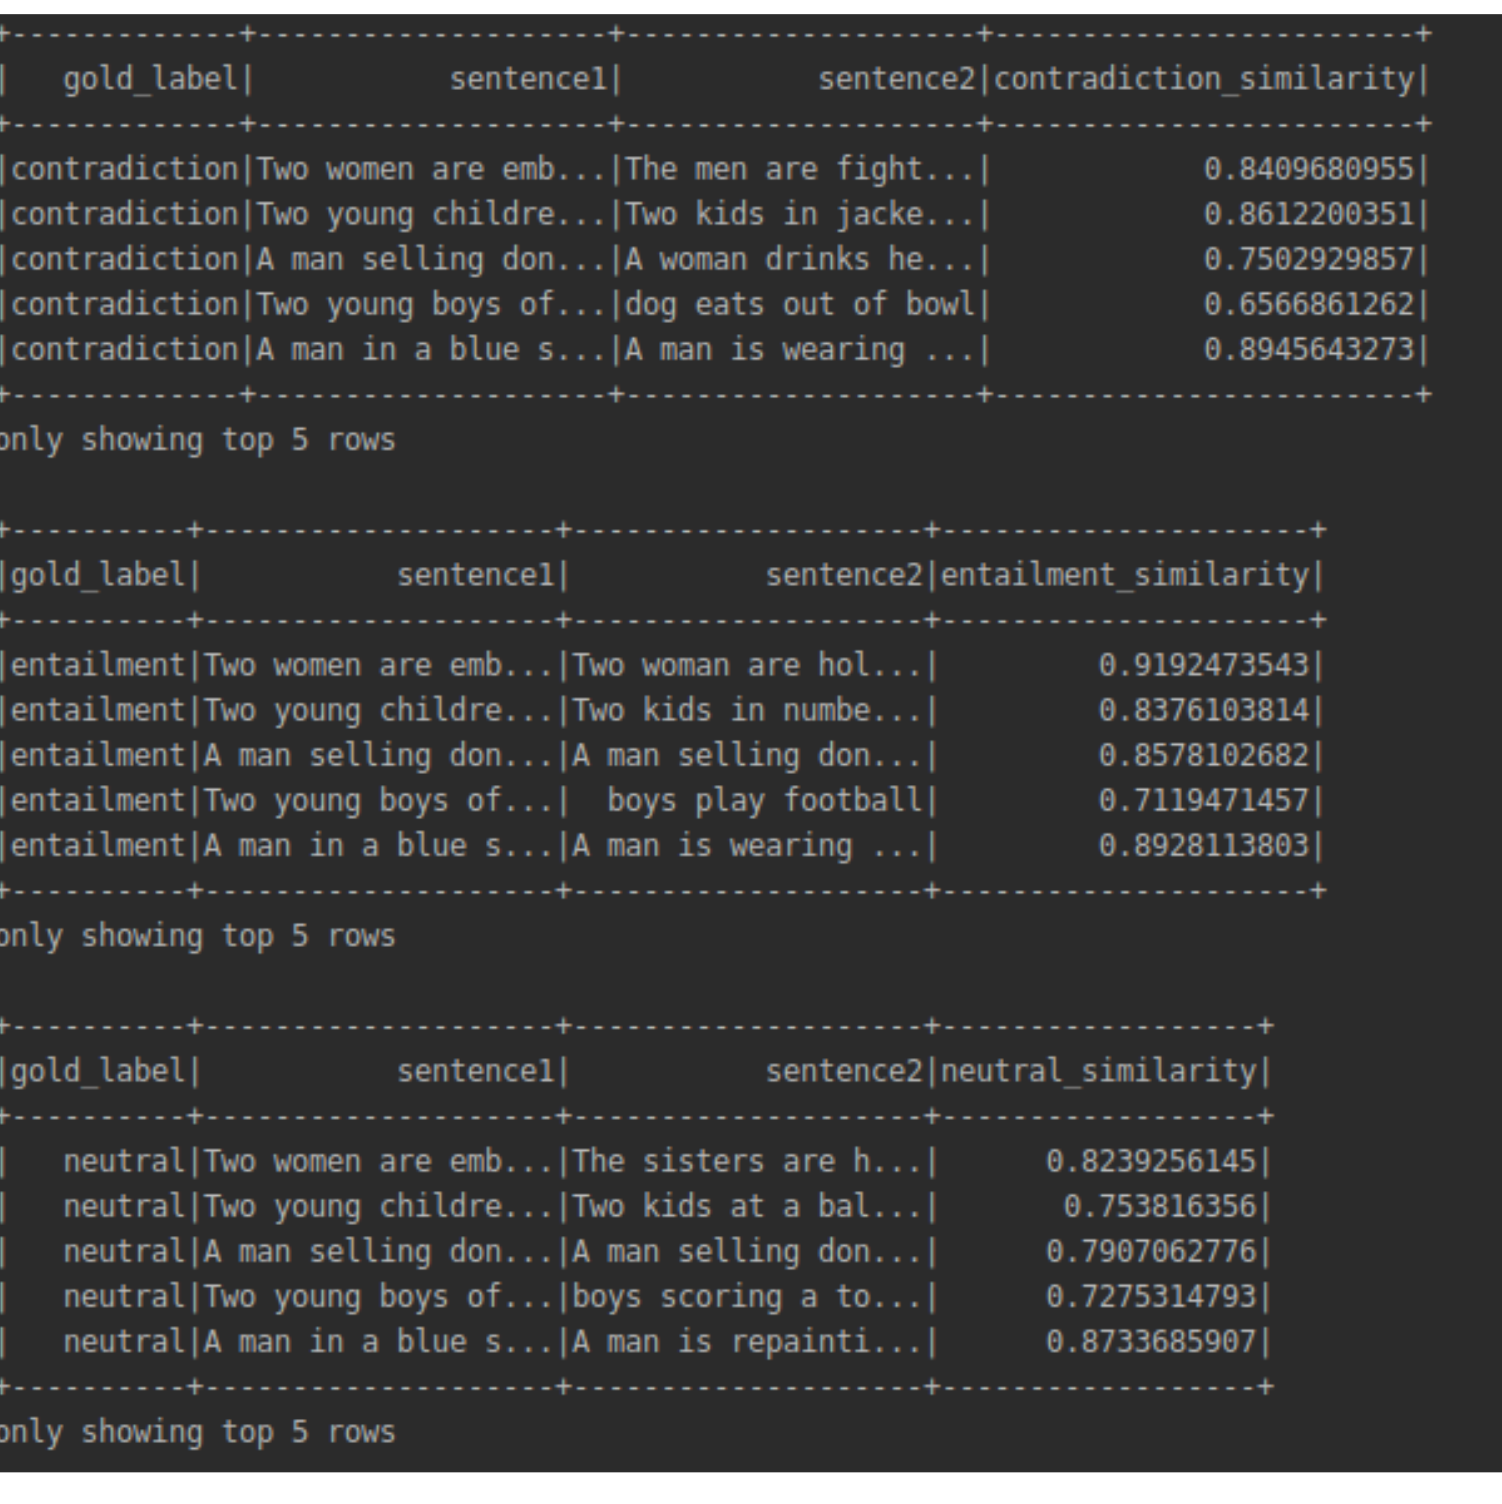 +-------------+--------------------+--------------------+------------------------+
|   gold_label|           sentence1|           sentence2|contradiction_similarity|
+-------------+--------------------+--------------------+------------------------+
|contradiction|Two women are emb...|The men are fight...|            0.8409680955|
|contradiction|Two young childre...|Two kids in jacke...|            0.8612200351|
|contradiction|A man selling don...|A woman drinks he...|            0.7502929857|
|contradiction|Two young boys of...|dog eats out of bowl|            0.6566861262|
|contradiction|A man in a blue s...|A man is wearing ...|            0.8945643273|
+-------------+--------------------+--------------------+------------------------+
only showing top 5 rows

+----------+--------------------+--------------------+---------------------+
|gold_label|           sentence1|           sentence2|entailment_similarity|
+----------+--------------------+--------------------+---------------------+
|entailment|Two women are emb...|Two woman are hol...|         0.9192473543|
|entailment|Two young childre...|Two kids in numbe...|         0.8376103814|
|entailment|A man selling don...|A man selling don...|         0.8578102682|
|entailment|Two young boys of...|  boys play football|         0.7119471457|
|entailment|A man in a blue s...|A man is wearing ...|         0.8928113803|
+----------+--------------------+--------------------+---------------------+
only showing top 5 rows

+----------+--------------------+--------------------+------------------+
|gold_label|           sentence1|           sentence2|neutral_similarity|
+----------+--------------------+--------------------+------------------+
|   neutral|Two women are emb...|The sisters are h...|      0.8239256145|
|   neutral|Two young childre...|Two kids at a bal...|       0.753816356|
|   neutral|A man selling don...|A man selling don...|      0.7907062776|
|   neutral|Two young boys of...|boys scoring a to...|      0.7275314793|
|   neutral|A man in a blue s...|A man is repainti...|      0.8733685907|
+----------+--------------------+--------------------+------------------+
only showing top 5 rows